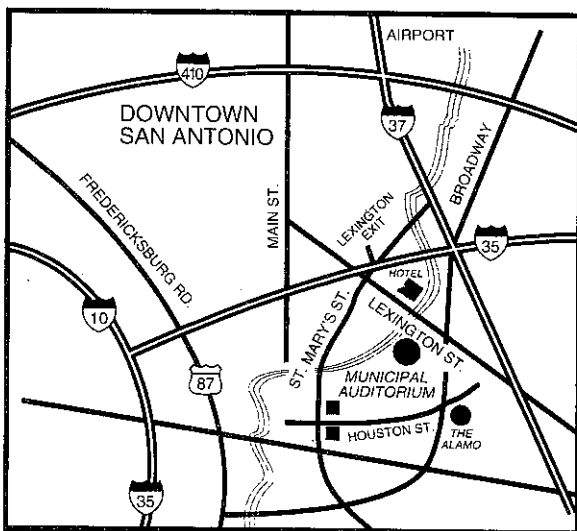 AIRPORT
410
DOWNTOWN
SAN ANTONIO
37
BROADWAY
FREDERICKSBURG RD.
MAIN ST.
LEXINGTON
EXIT
35
HOTEL
10
ST. MARY'S ST.
LEXINGTON ST.
87
MUNICIPAL
AUDITORIUM
HOUSTON ST.
THE
ALAMO
35